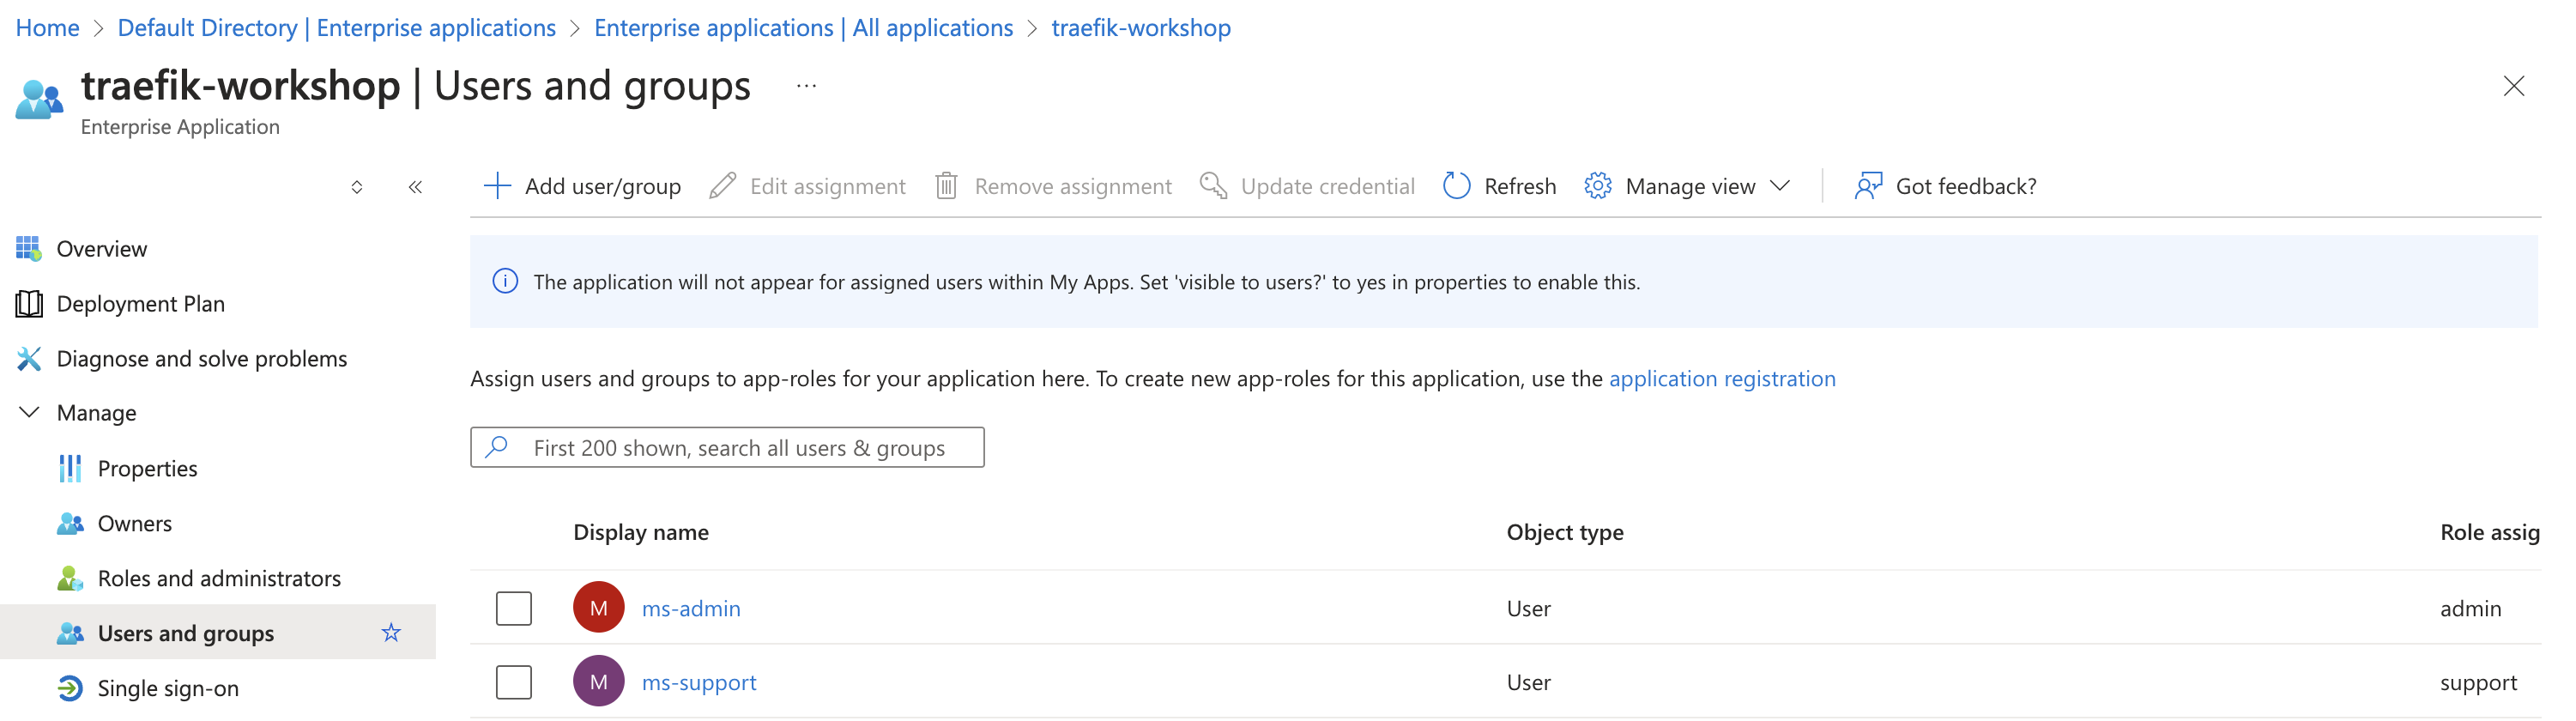 Home > Default Directory | Enterprise applications > Enterprise applications | All applications > traefik-workshop
traefik-workshop | Users and groups ...
Enterprise Application
Add user/group Edit assignment Remove assignment Update credential Refresh Manage view Got feedback?
Overview
Deployment Plan
Diagnose and solve problems
Manage
Properties
Owners
Roles and administrators
Users and groups
Single sign-on
The application will not appear for assigned users within My Apps. Set 'visible to users?' to yes in properties to enable this.
Assign users and groups to app-roles for your application here. To create new app-roles for this application, use the application registration
First 200 shown, search all users & groups
Display name Object type Role assig
M ms-admin User admin
M ms-support User support